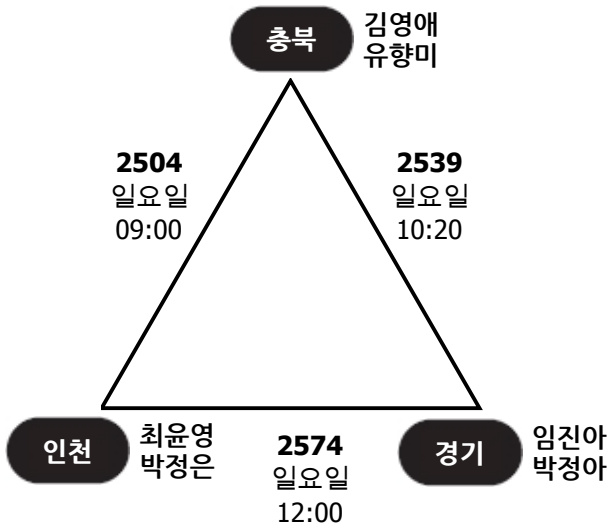 충북
김영애
유향미
2504
일요일
09:00
2539
일요일
10:20
인천
최윤영
박정은
2574
일요일
12:00
경기
임진아
박정아